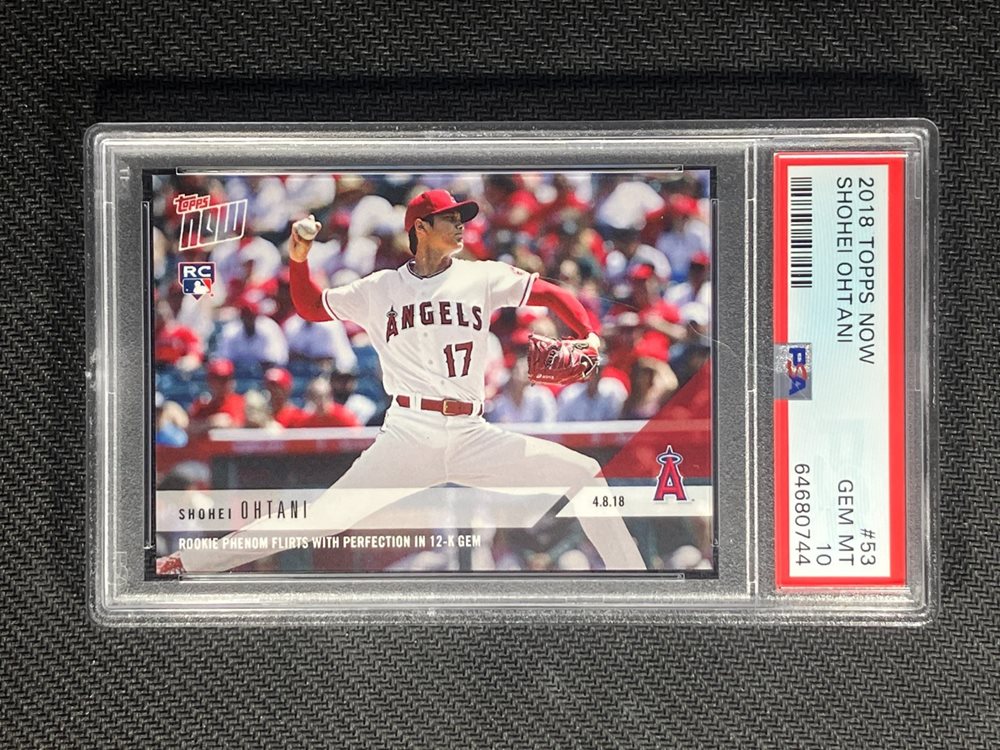 topps
NOW
RC
ANGELS
17
A
SHOHEI OHTANI
4.8.18
ROOKIE PHENOM FLIRTS WITH PERFECTION IN 12-K GEM
2018 TOPPS NOW #53
SHOHEI OHTANI GEM MT
10
PSA 64680744